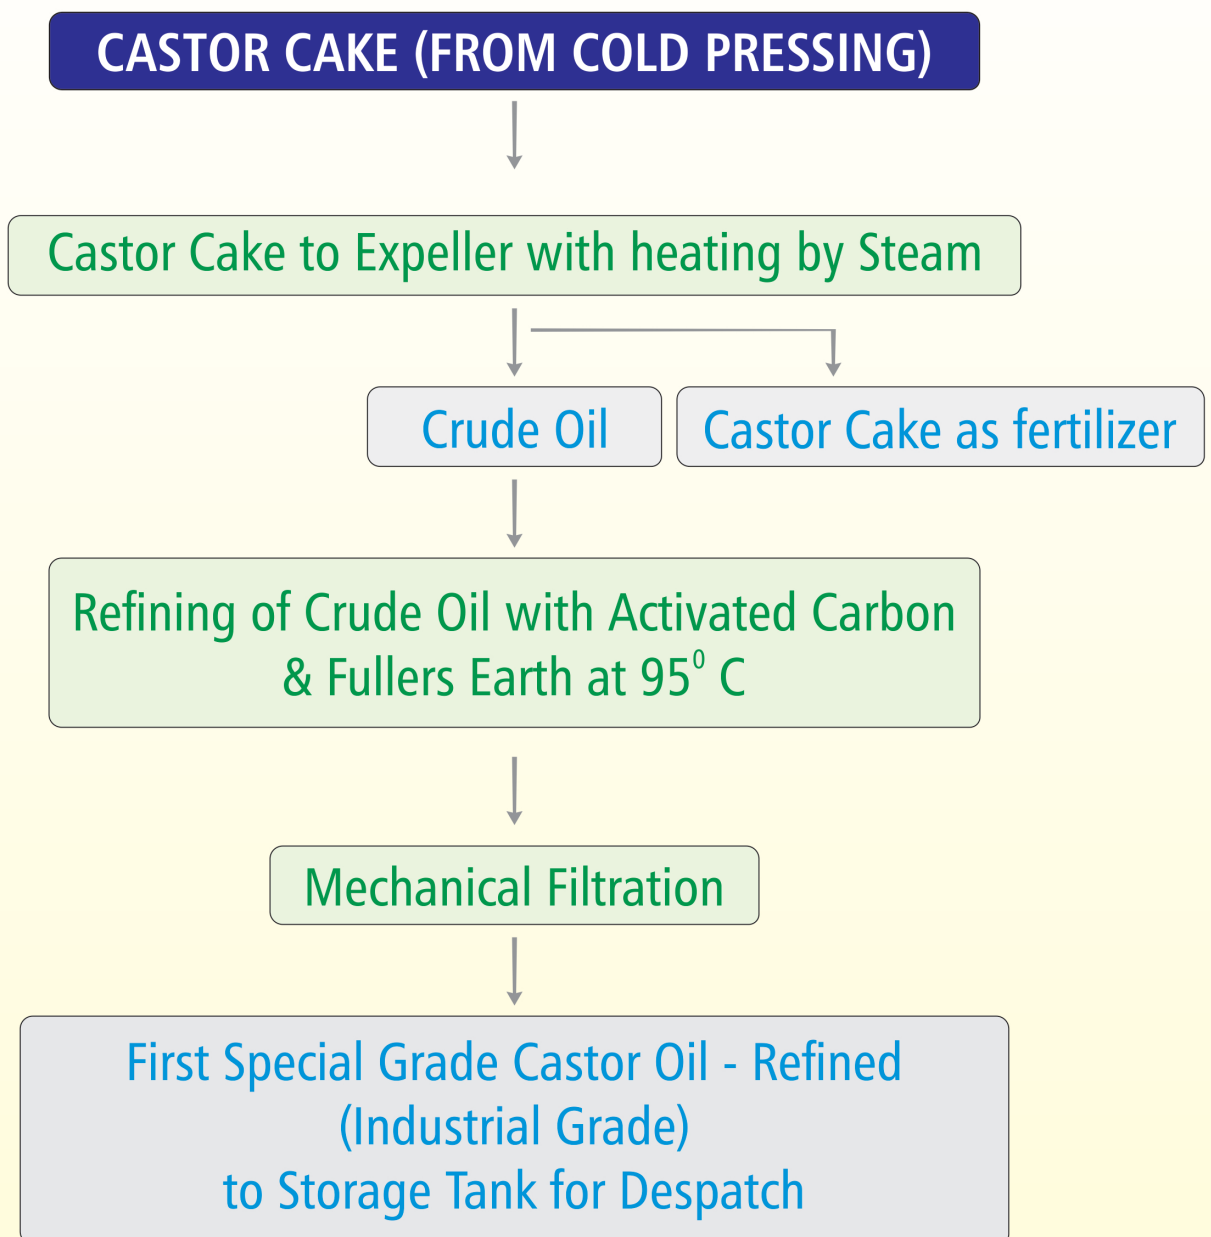 CASTOR CAKE (FROM COLD PRESSING)
Castor Cake to Expeller with heating by Steam
Crude Oil
Castor Cake as fertilizer
Refining of Crude Oil with Activated Carbon
& Fullers Earth at 95⁰ C
Mechanical Filtration
First Special Grade Castor Oil - Refined
(Industrial Grade)
to Storage Tank for Despatch